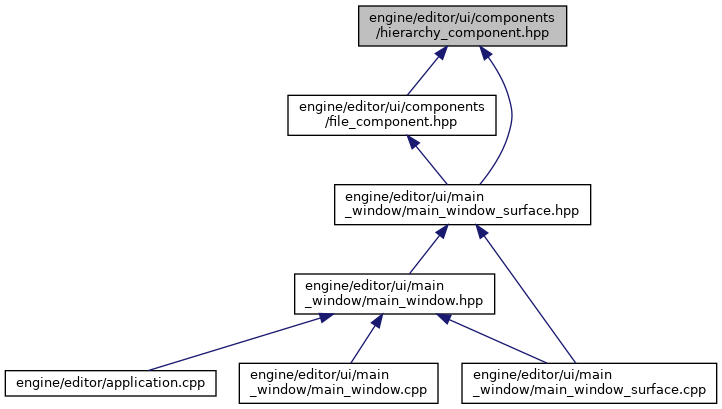 engine/editor/ui/components
/hierarchy_component.hpp
engine/editor/ui/components
/file_component.hpp
engine/editor/ui/main
_window/main_window_surface.hpp
engine/editor/ui/main
_window/main_window.hpp
engine/editor/application.cpp
engine/editor/ui/main
_window/main_window.cpp
engine/editor/ui/main
_window/main_window_surface.cpp